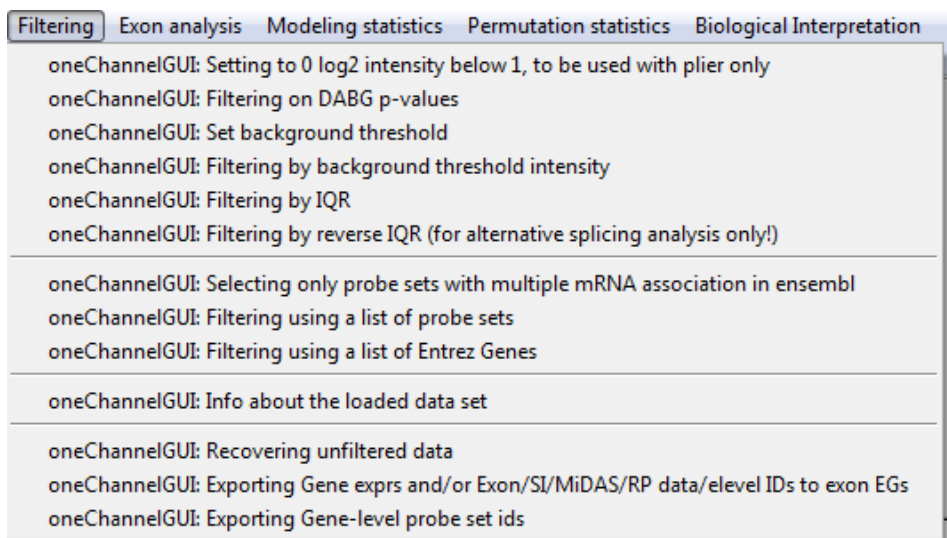 Filtering Exon analysis Modeling statistics Permutation statistics Biological Interpretation
oneChannelGUI: Setting to 0 log2 intensity below 1, to be used with plier only
oneChannelGUI: Filtering on DABG p-values
oneChannelGUI: Set background threshold
oneChannelGUI: Filtering by background threshold intensity
oneChannelGUI: Filtering by IQR
oneChannelGUI: Filtering by reverse IQR (for alternative splicing analysis only!)
oneChannelGUI: Selecting only probe sets with multiple mRNA association in ensembl
oneChannelGUI: Filtering using a list of probe sets
oneChannelGUI: Filtering using a list of Entrez Genes
oneChannelGUI: Info about the loaded data set
oneChannelGUI: Recovering unfiltered data
oneChannelGUI: Exporting Gene exprs and/or Exon/SI/MiDAS/RP data/elevel IDs to exon EGs
oneChannelGUI: Exporting Gene-level probe set ids